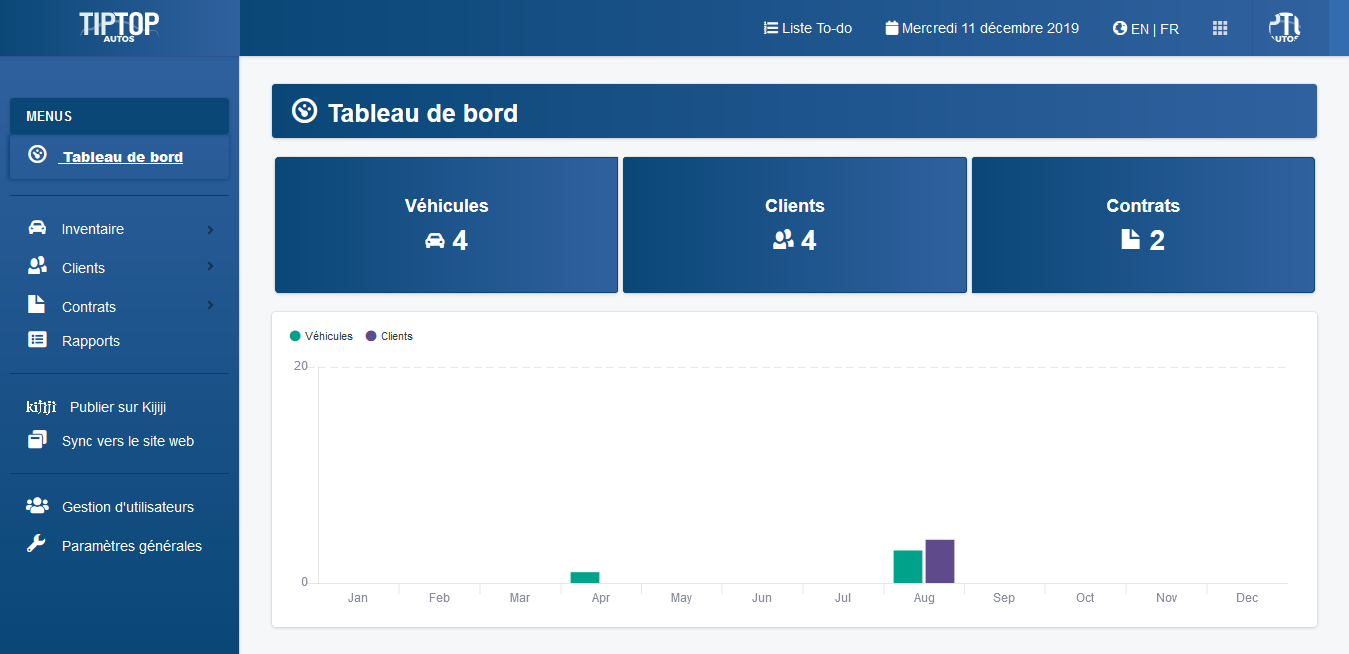 TIPTOP
AUTOS
Liste To-do
Mercredi 11 décembre 2019
EN | FR
MENUS
Tableau de bord
Inventaire
Clients
Contrats
Rapports
kijiji Publier sur Kijiji
Sync vers le site web
Gestion d'utilisateurs
Paramètres générales
Tableau de bord
Véhicules
4
Clients
4
Contrats
2
Véhicules Clients
20
0
Jan Feb Mar Apr May Jun Jul Aug Sep Oct Nov Dec